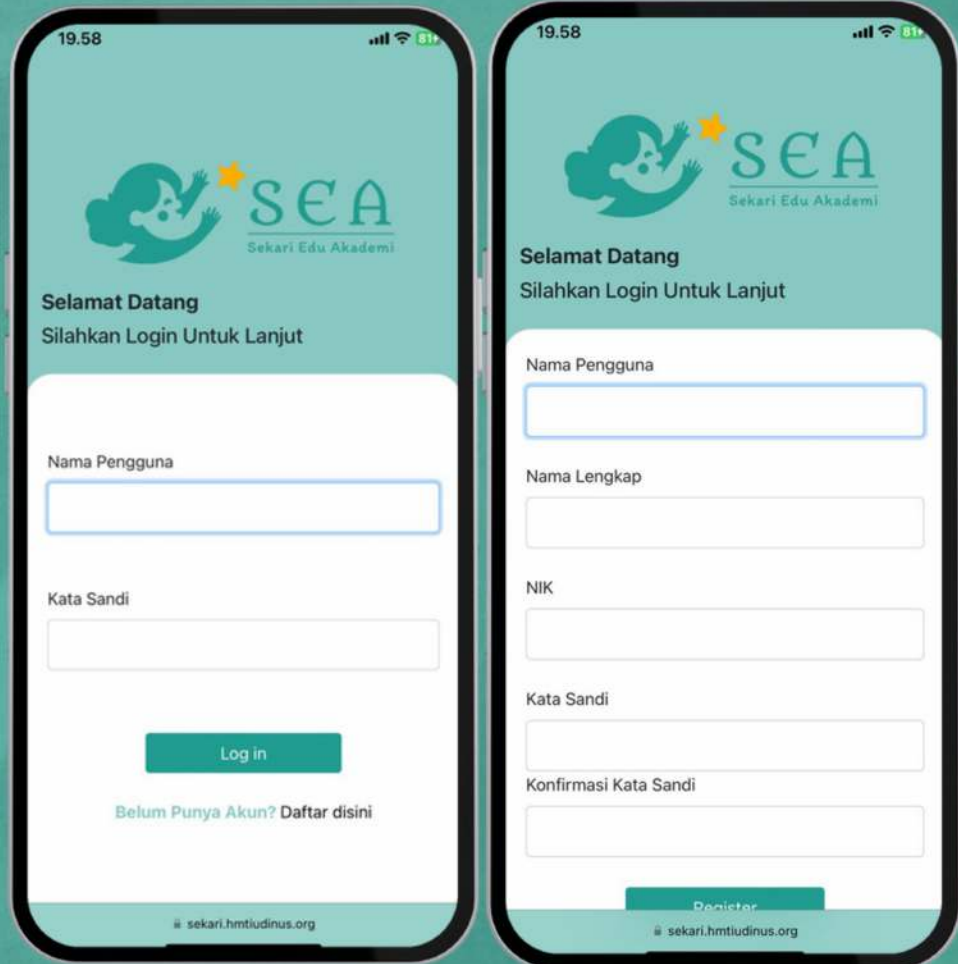 19.58
81+
SEA
Sekari Edu Akademi
Selamat Datang
Silahkan Login Untuk Lanjut
Nama Pengguna
Kata Sandi
Log in
Belum Punya Akun? Daftar disini
sekari.hmtiudinus.org
19.58
81+
SEA
Sekari Edu Akademi
Selamat Datang
Silahkan Login Untuk Lanjut
Nama Pengguna
Nama Lengkap
NIK
Kata Sandi
Konfirmasi Kata Sandi
Register
sekari.hmtiudinus.org